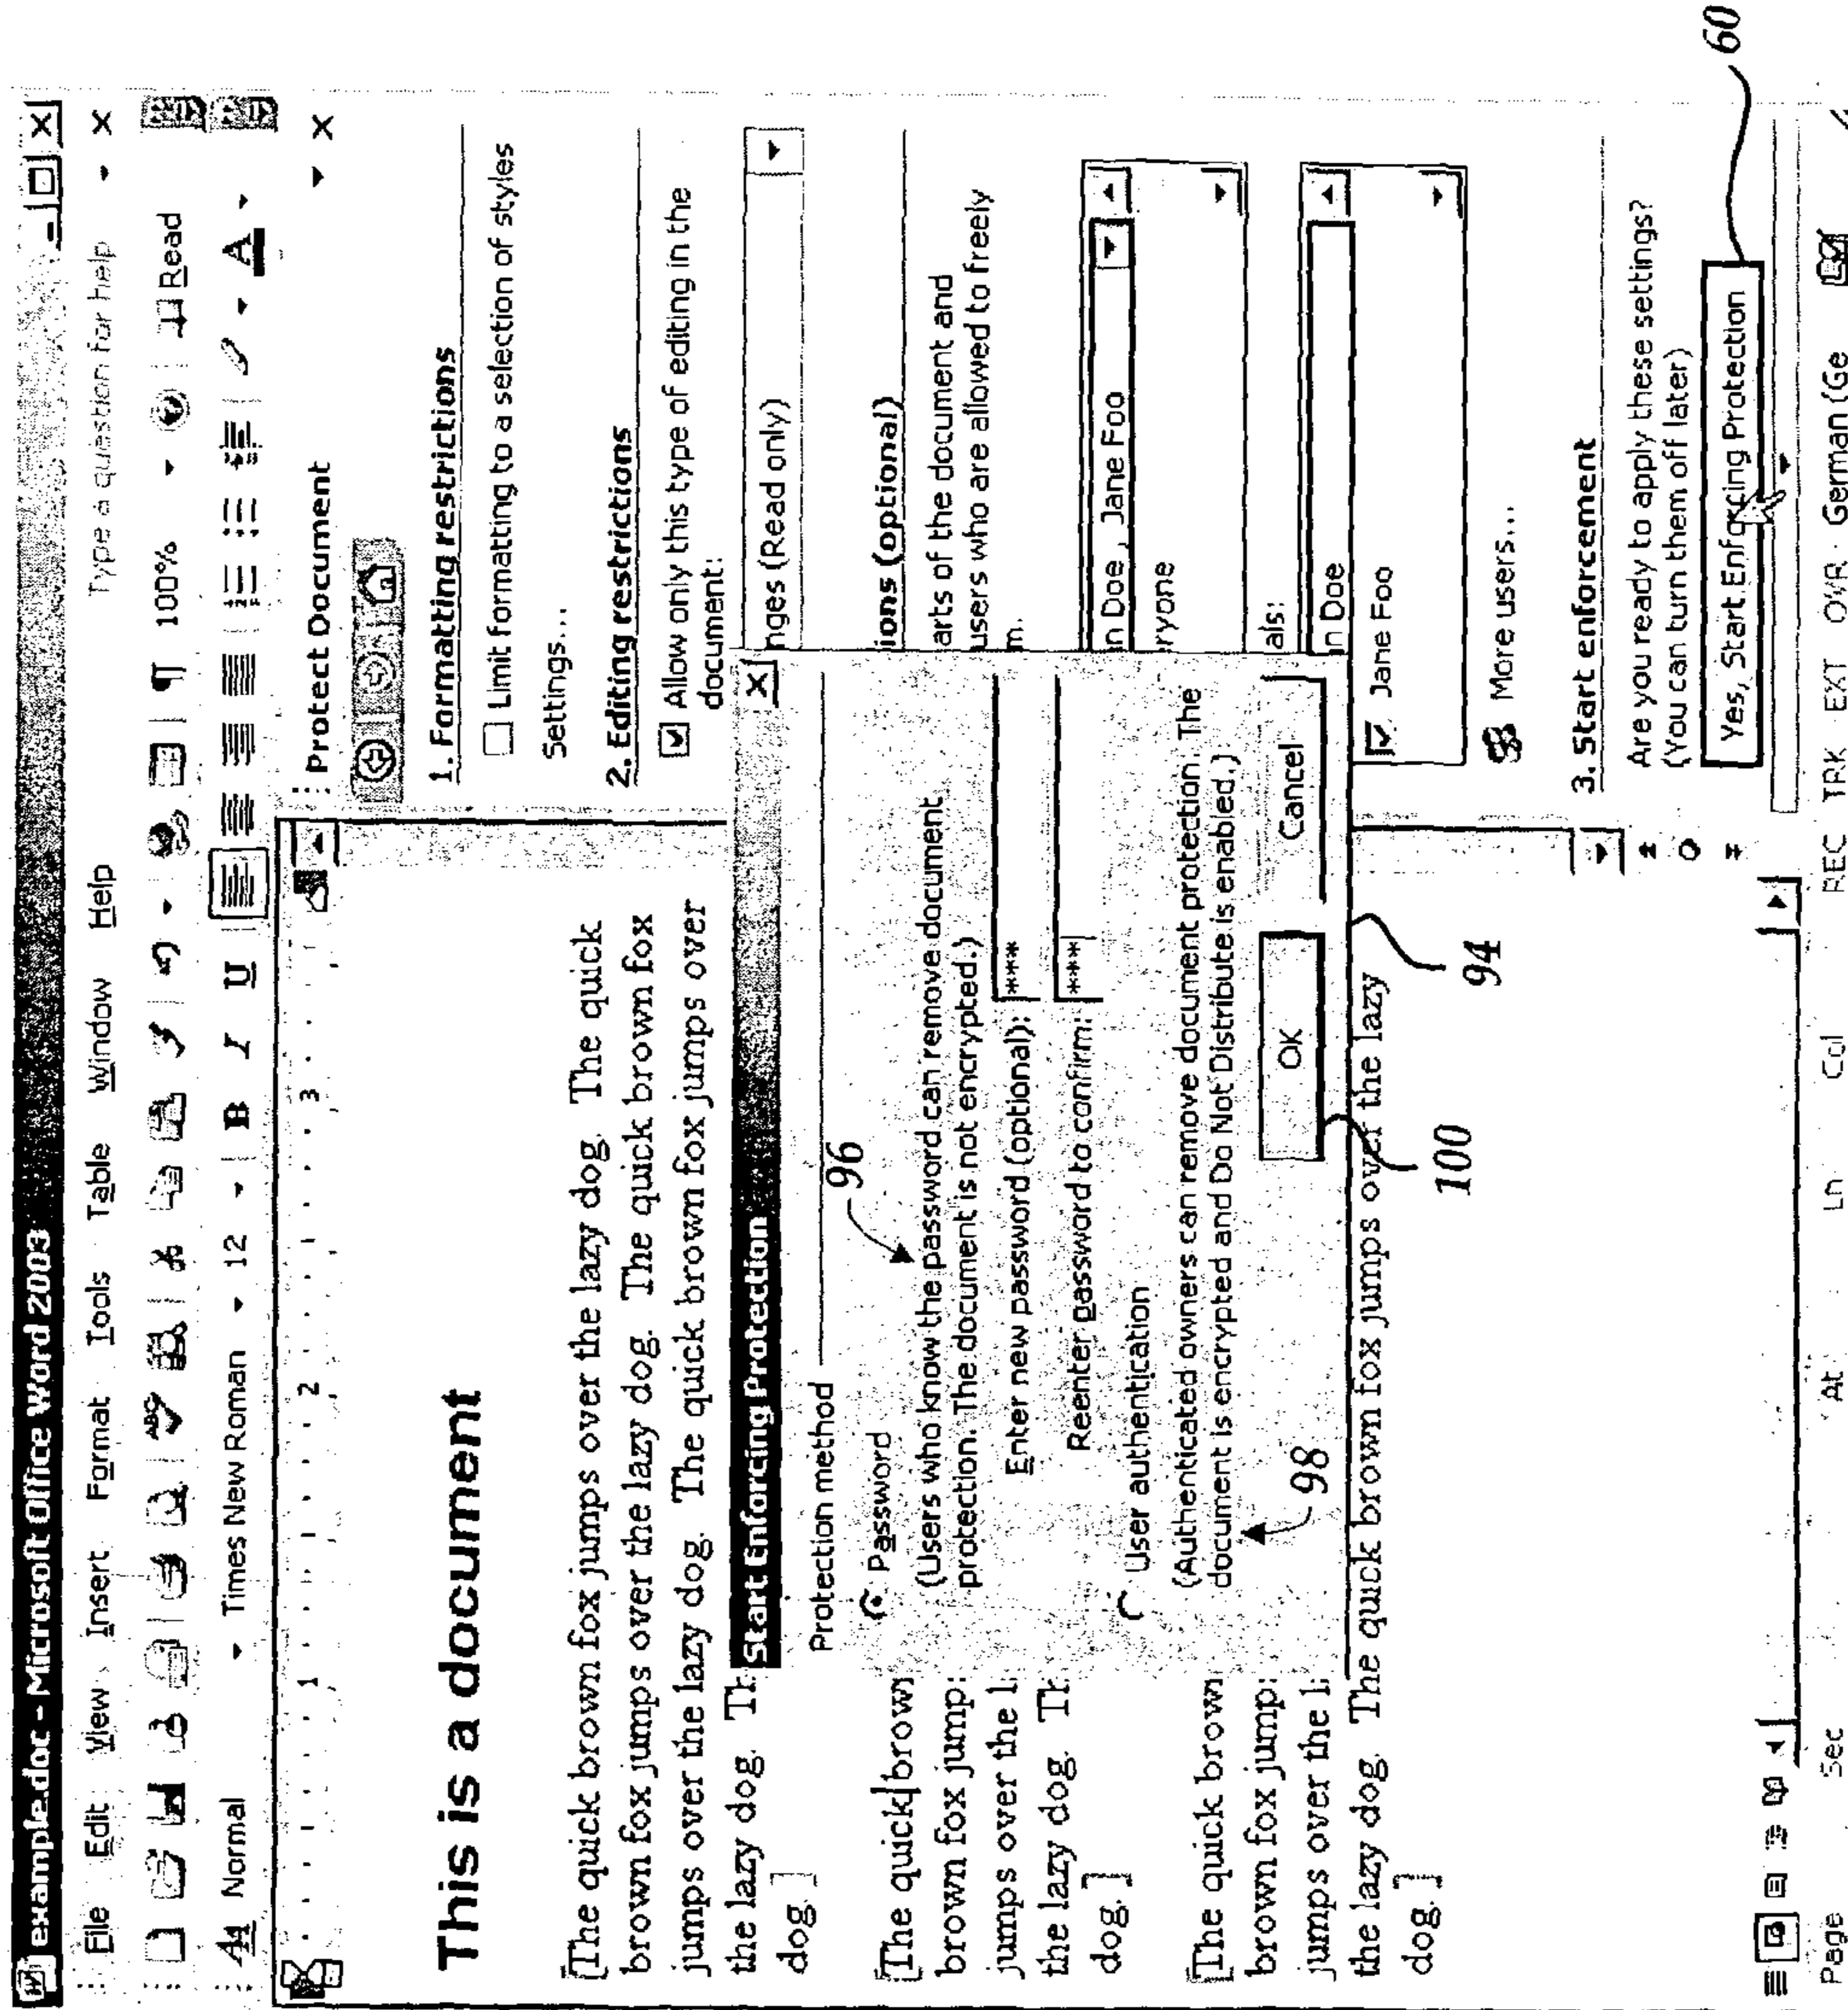 example.doc - Microsoft Office Word 2003
File Edit View Insert Format Tools Table Window Help Type a question for help
100% Read
Normal Times New Roman 12 B I U A
1 2 3
This is a document
[The quick brown fox jumps over the lazy dog. The quick
brown fox jumps over the lazy dog. The quick brown fox
jumps over the lazy dog. The quick brown fox jumps over
the lazy dog.
dog.]
[The quick brown
brown fox jump
jumps over the
the lazy dog.
dog.]
[The quick brown
brown fox jump
jumps over the
the lazy dog. The quick brown fox jumps over the lazy
dog.]
Start Enforcing Protection
Protection method
96
Password
(Users who know the password can remove document
protection. The document is not encrypted.)
Enter new password (optional): ***
Reenter password to confirm: ***
User authentication
(Authenticated owners can remove document protection. The
document is encrypted and Do Not Distribute is enabled.)
98
OK Cancel
100
94
Protect Document
1. Formatting restrictions
Limit formatting to a selection of styles
Settings...
2. Editing restrictions
Allow only this type of editing in the
document:
nges (Read only)
ions (optional)
arts of the document and
users who are allowed to freely
m.
n Doe , Jane Foo
ryone
als:
n Doe
Jane Foo
More users...
3. Start enforcement
Are you ready to apply these settings?
(You can turn them off later)
Yes, Start Enforcing Protection
60
Page Sec At Ln Col REC TRK EXT OVR German (Ge